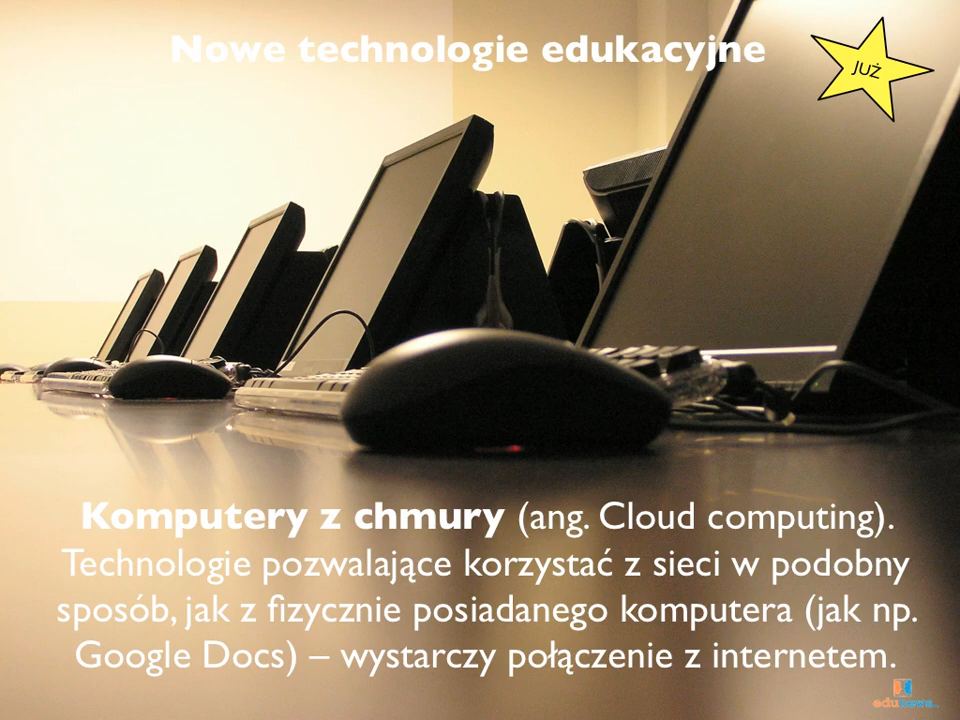 Nowe technologie edukacyjne
JUŻ
Komputery z chmury (ang. Cloud computing).
Technologie pozwalające korzystać z sieci w podobny
sposób, jak z fizycznie posiadanego komputera (jak np.
Google Docs) – wystarczy połączenie z internetem.